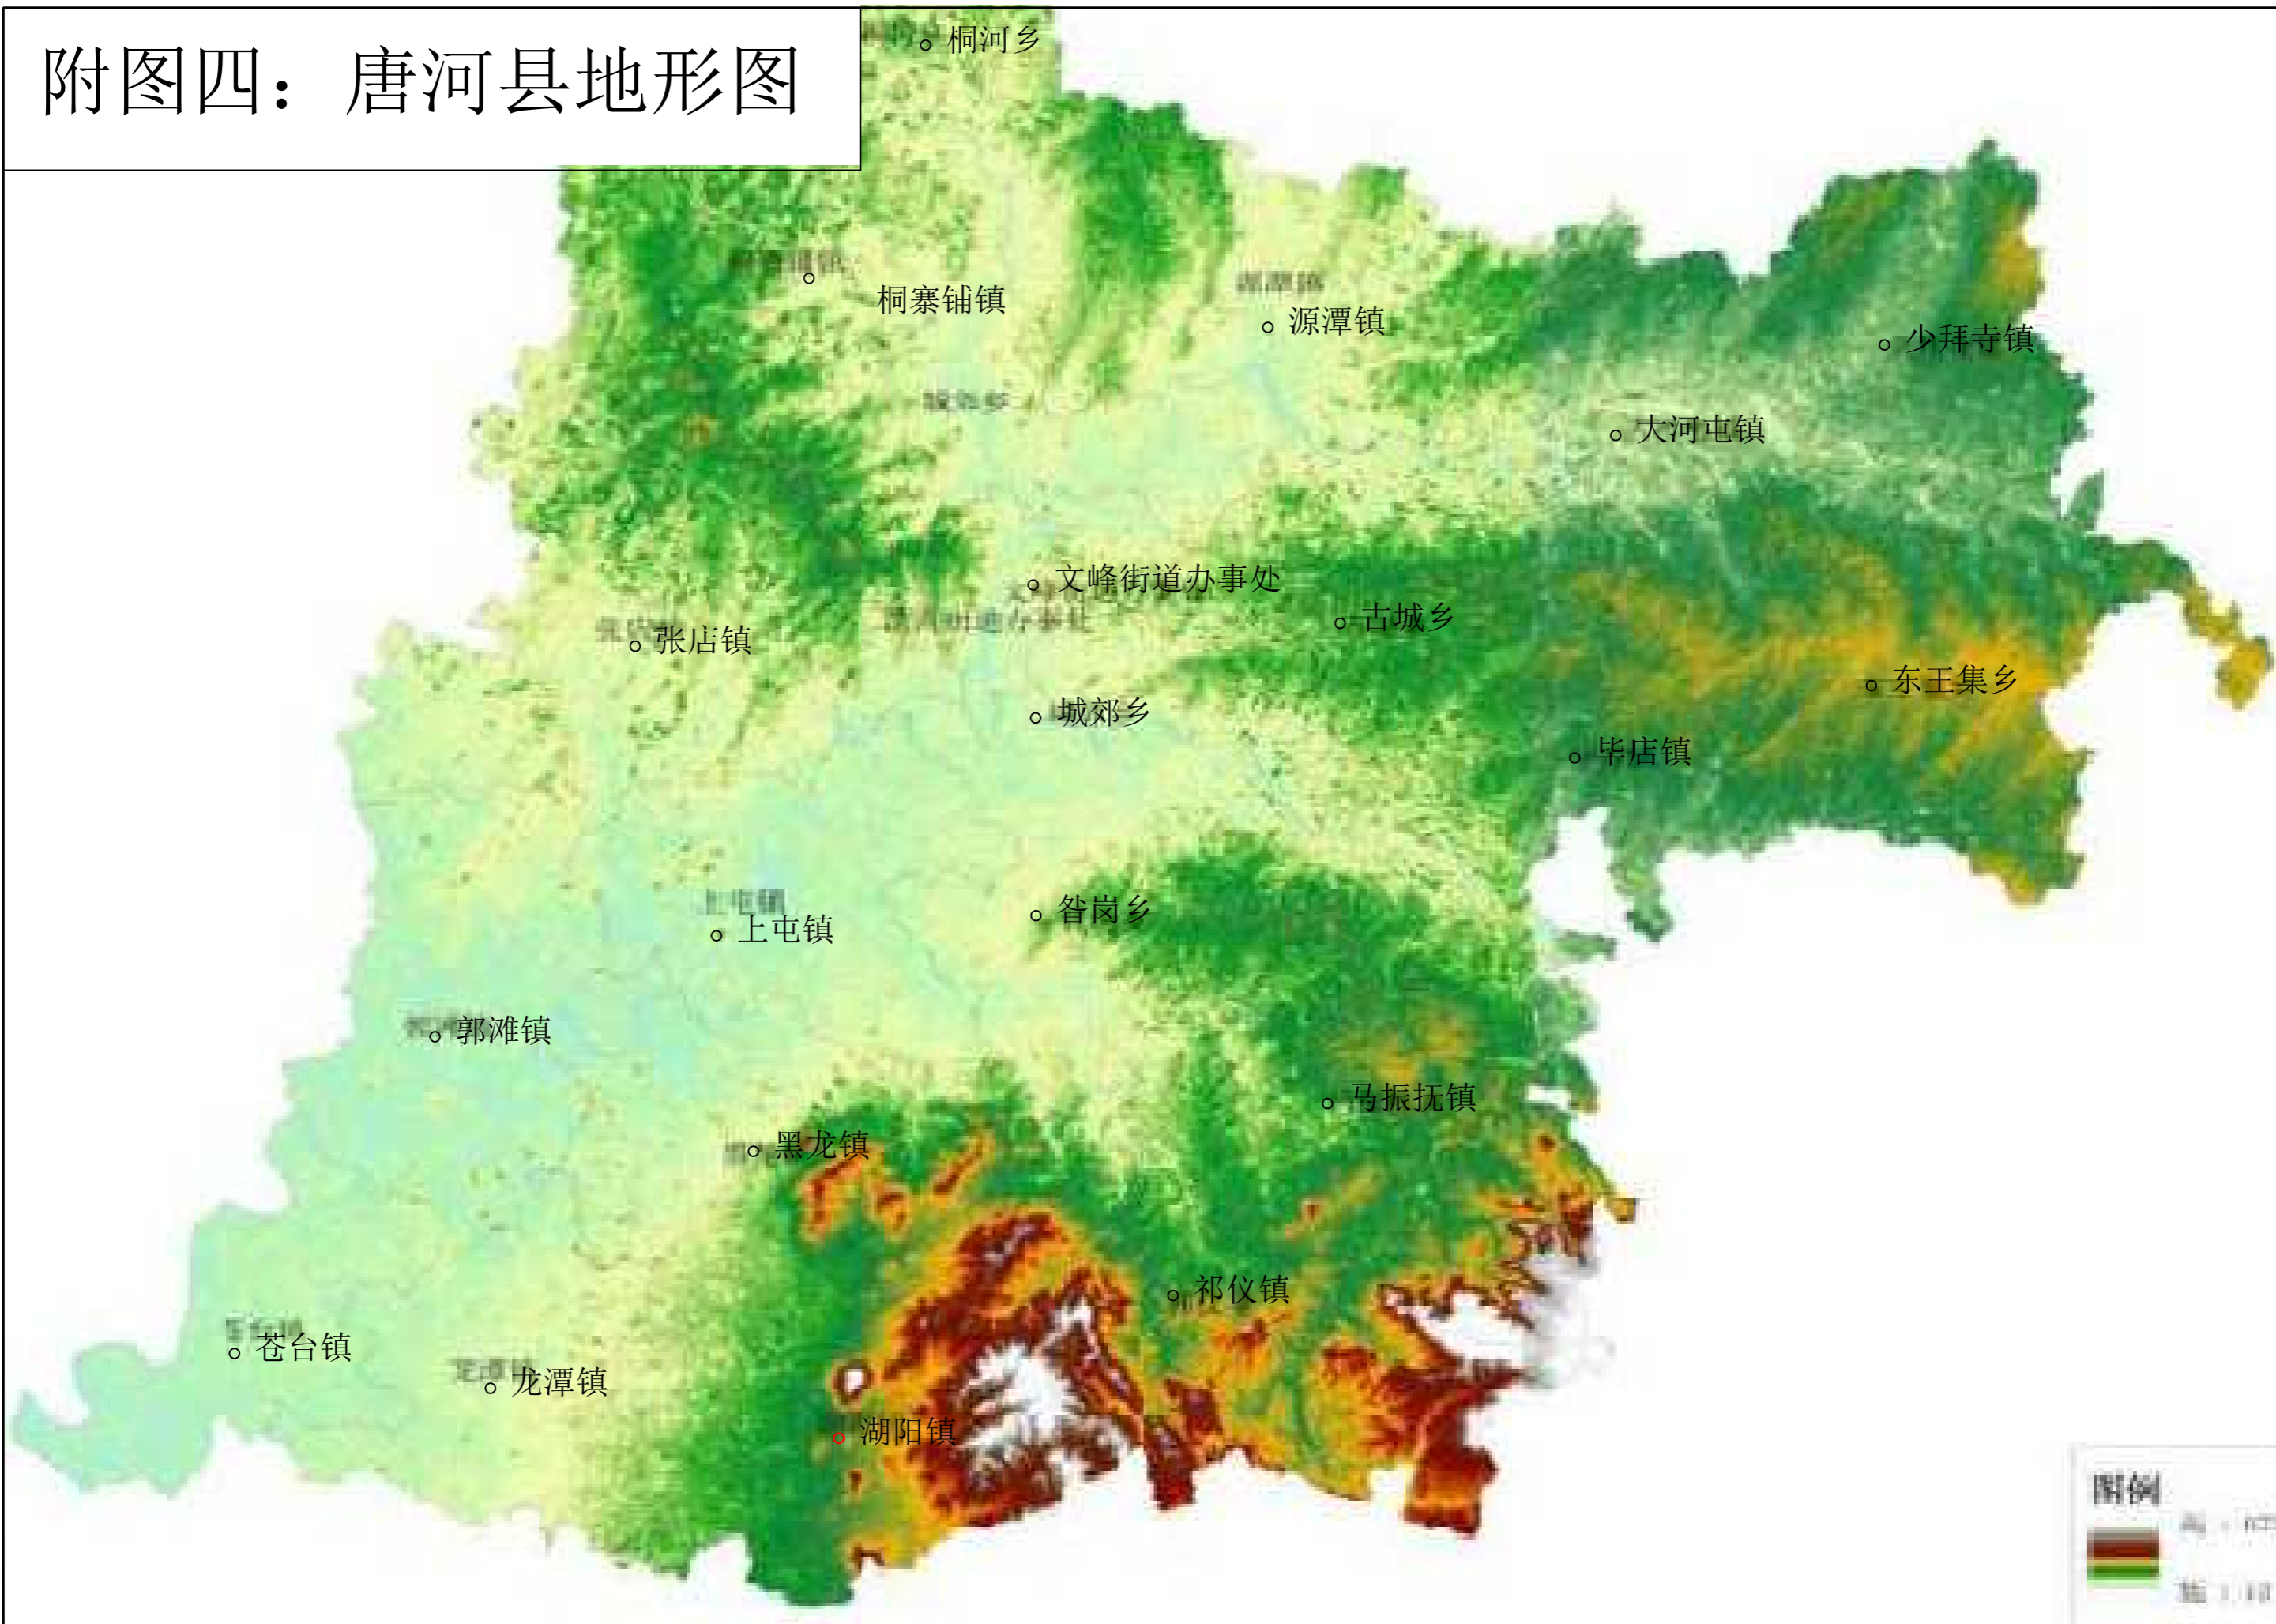 附图四：唐河县地形图
桐河乡
桐寨铺镇
源潭镇
少拜寺镇
大河屯镇
文峰街道办事处
古城乡
张店镇
东王集乡
城郊乡
毕店镇
昝岗乡
上屯镇
上屯镇
郭滩镇
马振抚镇
黑龙镇
祁仪镇
苍台镇
龙潭镇
湖阳镇
图例